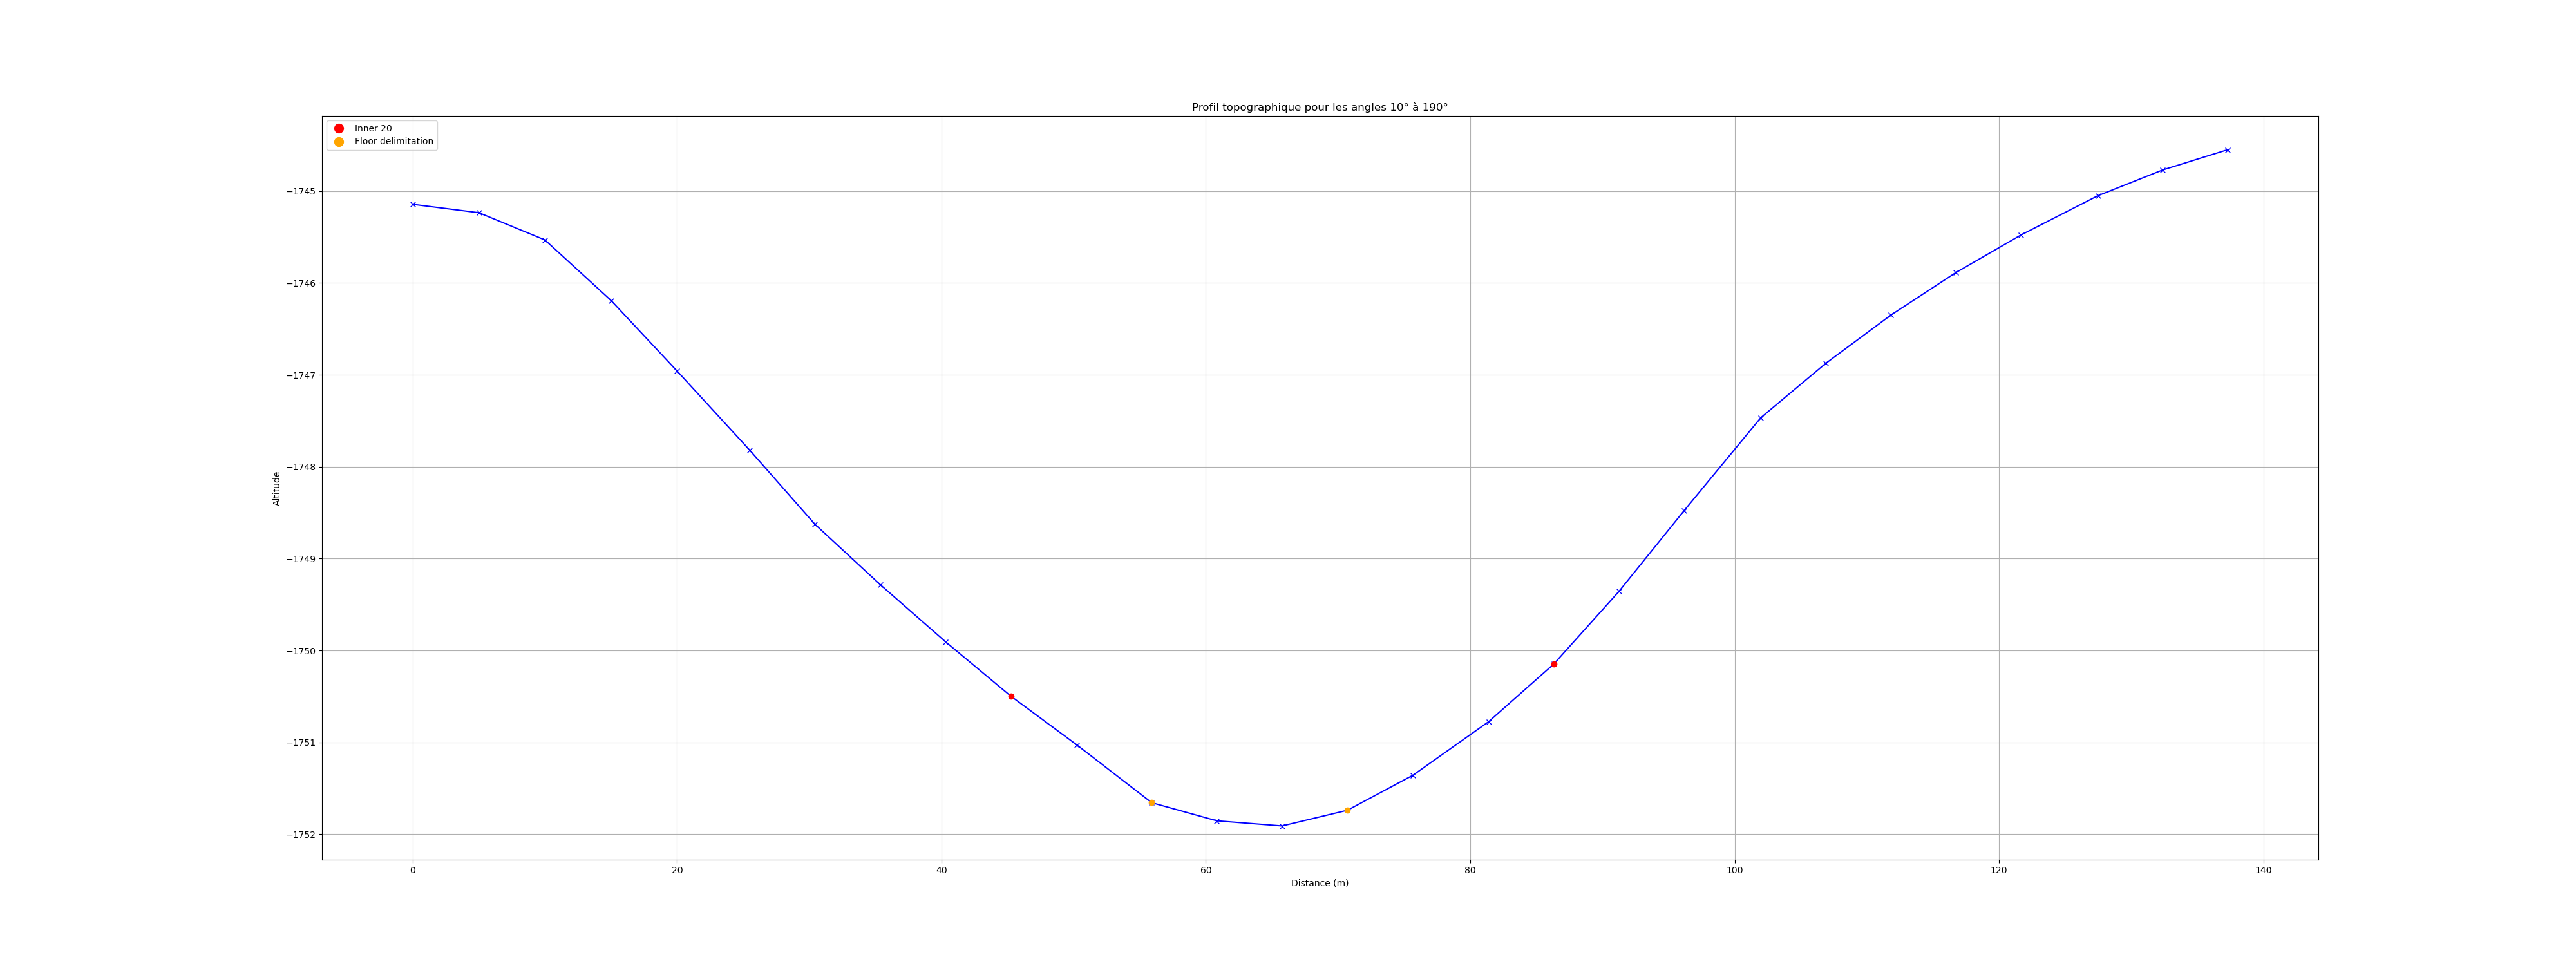 Profil topographique pour les angles 10° à 190°
Inner 20
Floor delimitation
−1745
−1746
−1747
−1748
−1749
−1750
−1751
−1752
Altitude
0 20 40 60 80 100 120 140
Distance (m)